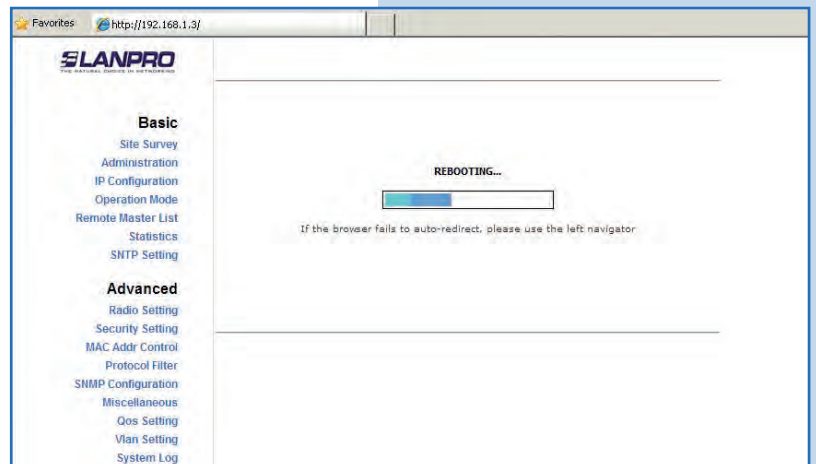 Favorites http://192.168.1.3/
LANPRO
THE NATURAL CHOICE IN NETWORKING
Basic
Site Survey
Administration
IP Configuration
Operation Mode
Remote Master List
Statistics
SNTP Setting
Advanced
Radio Setting
Security Setting
MAC Addr Control
Protocol Filter
SNMP Configuration
Miscellaneous
Qos Setting
Vlan Setting
System Log
REBOOTING...
If the browser fails to auto-redirect, please use the left navigator